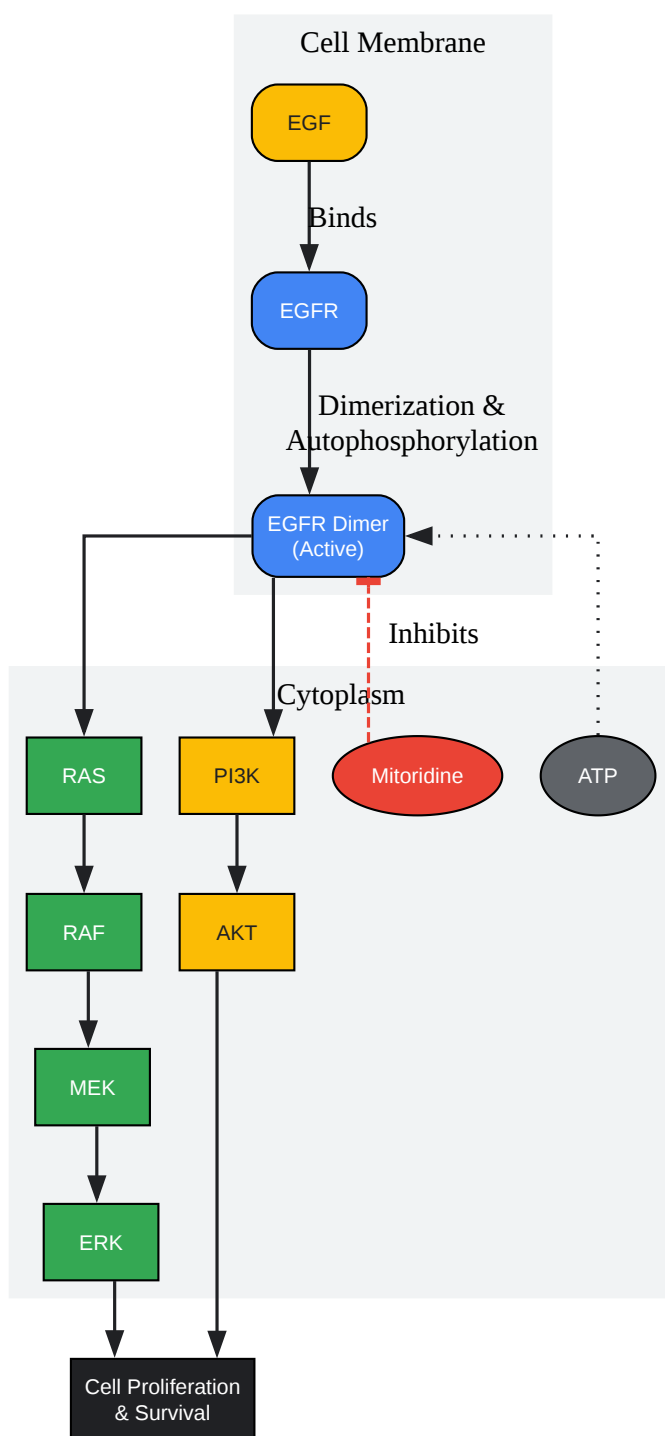 Cell Membrane
EGF
Binds
EGFR
Dimerization &
Autophosphorylation
EGFR Dimer
(Active)
Inhibits
Cytoplasm
RAS
PI3K
Mitoridine
ATP
RAF
AKT
MEK
ERK
Cell Proliferation
& Survival